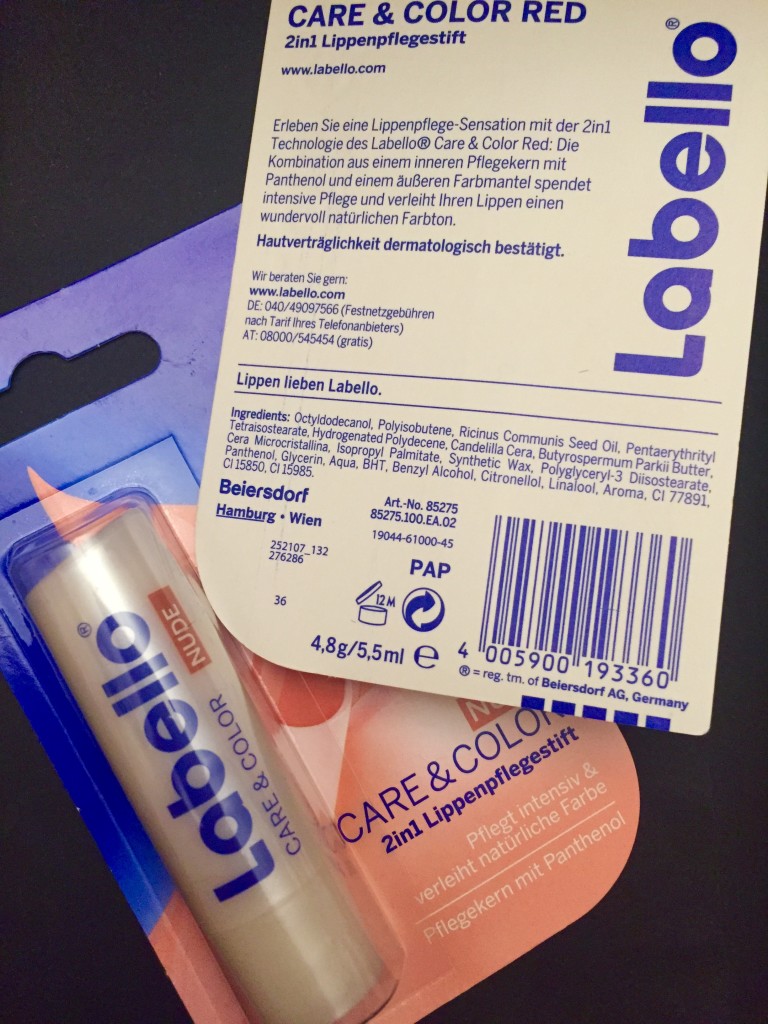 CARE & COLOR RED
2in1 Lippenpflegestift
www.labello.com
Labello®
Erleben Sie eine Lippenpflege-Sensation mit der 2in1
Technologie des Labello® Care & Color Red: Die
Kombination aus einem inneren Pflegekern mit
Panthenol und einem äußeren Farbmantel spendet
intensive Pflege und verleiht Ihren Lippen einen
wundervoll natürlichen Farbton.
Hautverträglichkeit dermatologisch bestätigt.
Wir beraten Sie gern:
www.labello.com
DE: 040/49097566 (Festnetzgebühren
nach Tarif Ihres Telefonanbieters)
AT: 08000/545454 (gratis)
Lippen lieben Labello.
Ingredients: Octyldodecanol, Polyisobutene, Ricinus Communis Seed Oil, Pentaerythrityl
Tetraisostearate, Hydrogenated Polydecene, Candelilla Cera, Butyrospermum Parkii Butter,
Cera Microcristallina, Isopropyl Palmitate, Synthetic Wax, Polyglyceryl-3 Diisostearate,
Panthenol, Glycerin, Aqua, BHT, Benzyl Alcohol, Citronellol, Linalool, Aroma, CI 77891,
CI 15850, CI 15985.
Beiersdorf
Hamburg · Wien
Art.-No. 85275
85275.100.EA.02
19044-61000-45
252107_132
276286
PAP
36
12M
4,8g/5,5ml e
4 005900 193360
® = reg. tm. of Beiersdorf AG, Germany
Labello®
NUDE
CARE & COLOR
CARE & COLOR
2in1 Lippenpflegestift
Pflegt intensiv &
verleiht natürliche Farbe
Pflegekern mit Panthenol